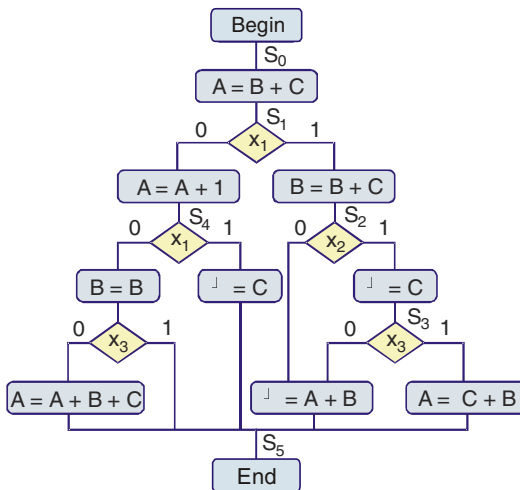 Begin
S0
A = B + C
S1
0 1
x1
A = A + 1
B = B + C
S4
S2
0 x1 1
0 x2 1
B = B
┘ = C
┘ = C
S3
0 x3 1
0 x3 1
A = A + B + C
┘ = A + B
A = C + B
S5
End